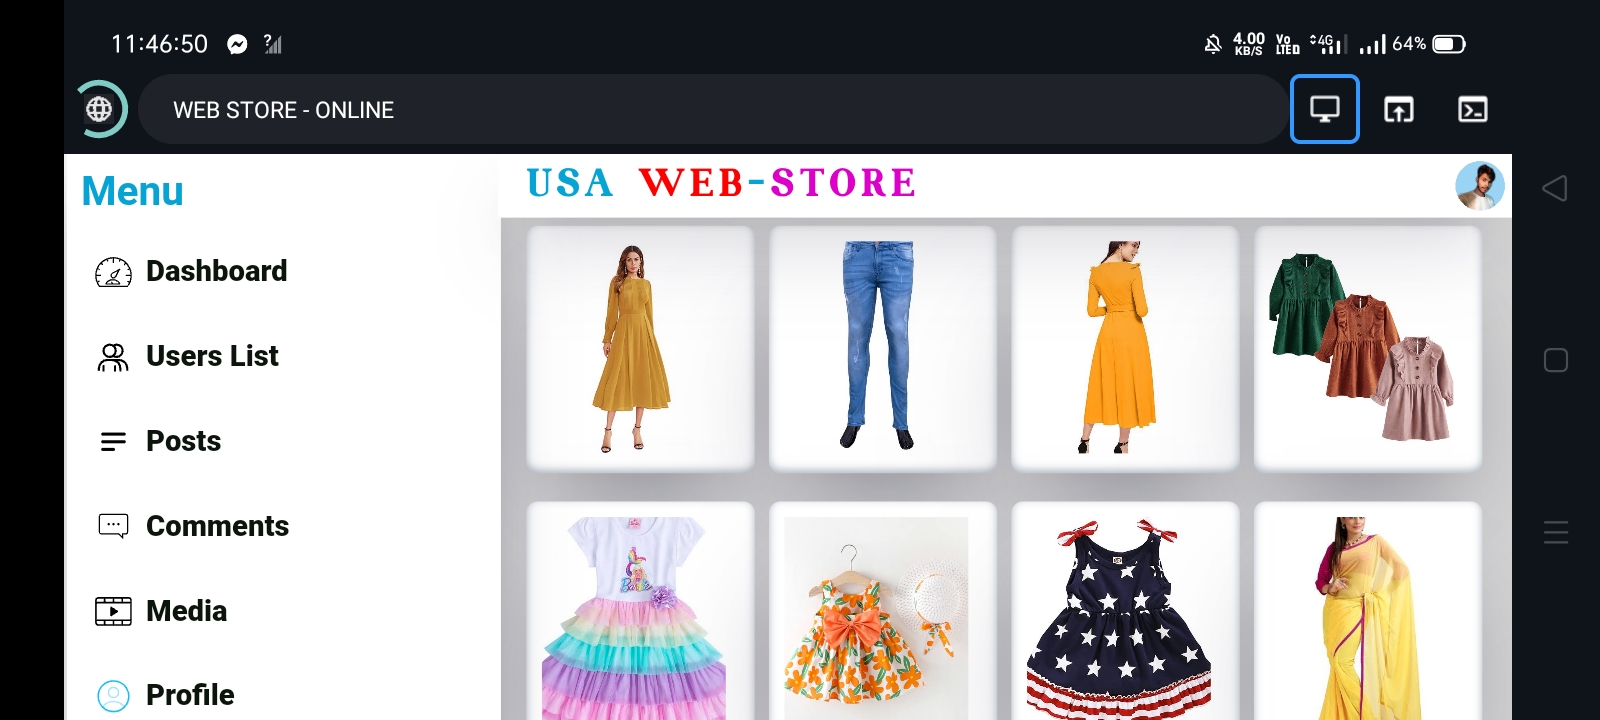 11:46:50 ? 4.00 KB/S Vo LTED 4G 64%
WEB STORE - ONLINE
Menu
USA WEB-STORE
Dashboard
Users List
Posts
Comments
Media
Profile
Barbie